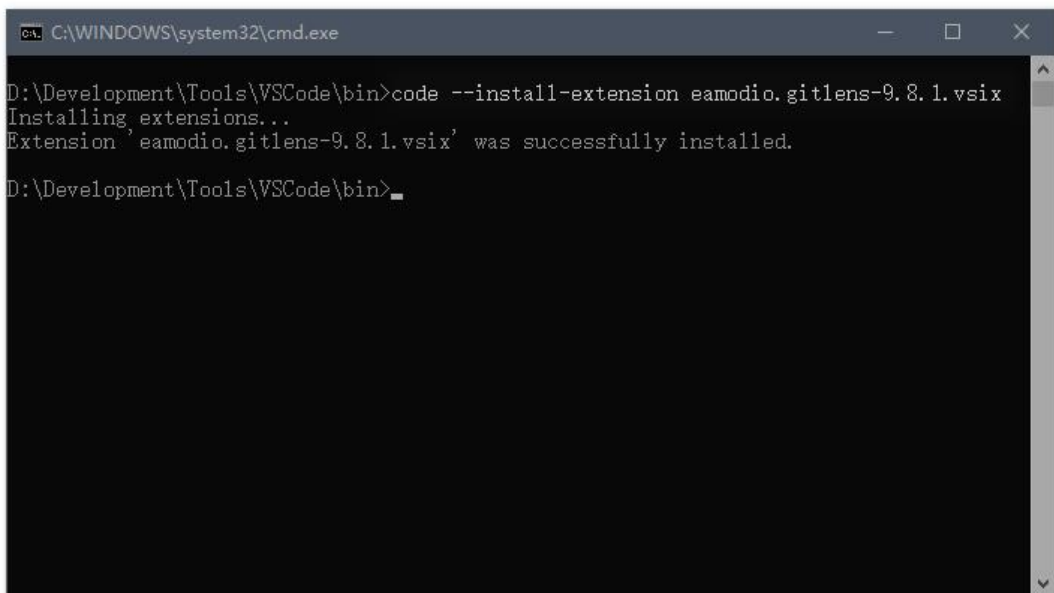 C:\WINDOWS\system32\cmd.exe
D:\Development\Tools\VSCode\bin>code --install-extension eamodio.gitlens-9.8.1.vsix
Installing extensions...
Extension 'eamodio.gitlens-9.8.1.vsix' was successfully installed.
D:\Development\Tools\VSCode\bin>